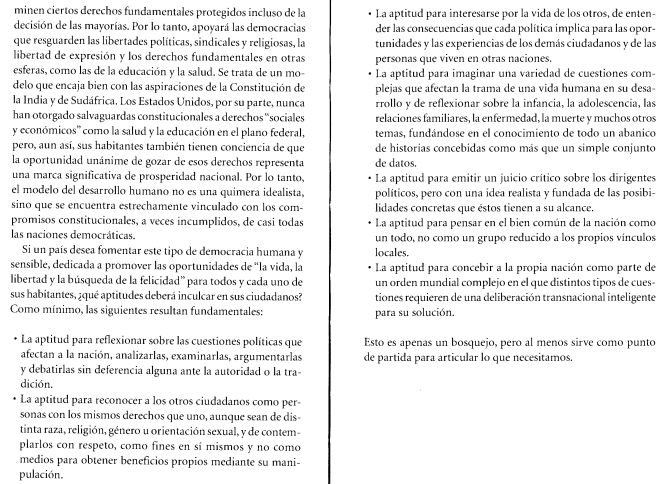 minen ciertos derechos fundamentales protegidos incluso de la
decisión de las mayorías. Por lo tanto, apoyará las democracias
que resguarden las libertades políticas, sindicales y religiosas, la
libertad de expresión y los derechos fundamentales en otras
esferas, como las de la educación y la salud. Se trata de un mo-
delo que encaja bien con las aspiraciones de la Constitución de
la India y de Sudáfrica. Los Estados Unidos, por su parte, nunca
han otorgado salvaguardas constitucionales a derechos "sociales
y económicos" como la salud y la educación en el plano federal,
pero, aun así, sus habitantes también tienen conciencia de que
la oportunidad unánime de gozar de esos derechos representa
una marca significativa de prosperidad nacional. Por lo tanto,
el modelo del desarrollo humano no es una quimera idealista,
sino que se encuentra estrechamente vinculado con los com-
promisos constitucionales, a veces incumplidos, de casi todas
las naciones democráticas.
Si un país desea fomentar este tipo de democracia humana y
sensible, dedicada a promover las oportunidades de "la vida, la
libertad y la búsqueda de la felicidad" para todos y cada uno de
sus habitantes, ¿qué aptitudes deberá inculcar en sus ciudadanos?
Como mínimo, las siguientes resultan fundamentales:
• La aptitud para reflexionar sobre las cuestiones políticas que
afectan a la nación, analizarlas, examinarlas, argumentarlas
y debatirlas sin deferencia alguna ante la autoridad o la tra-
dición.
• La aptitud para reconocer a los otros ciudadanos como per-
sonas con los mismos derechos que uno, aunque sean de dis-
tinta raza, religión, género u orientación sexual, y de contem-
plarlos con respeto, como fines en sí mismos y no como
medios para obtener beneficios propios mediante su mani-
pulación.
• La aptitud para interesarse por la vida de los otros, de enten-
der las consecuencias que cada política implica para las opor-
tunidades y las experiencias de los demás ciudadanos y de las
personas que viven en otras naciones.
• La aptitud para imaginar una variedad de cuestiones com-
plejas que afectan la trama de una vida humana en su desa-
rrollo y de reflexionar sobre la infancia, la adolescencia, las
relaciones familiares, la enfermedad, la muerte y muchos otros
temas, fundándose en el conocimiento de todo un abanico
de historias concebidas como más que un simple conjunto
de datos.
• La aptitud para emitir un juicio crítico sobre los dirigentes
políticos, pero con una idea realista y fundada de las posibi-
lidades concretas que éstos tienen a su alcance.
• La aptitud para pensar en el bien común de la nación como
un todo, no como un grupo reducido a los propios vínculos
locales.
• La aptitud para concebir a la propia nación como parte de
un orden mundial complejo en el que distintos tipos de cues-
tiones requieren de una deliberación transnacional inteligente
para su solución.
Esto es apenas un bosquejo, pero al menos sirve como punto
de partida para articular lo que necesitamos.